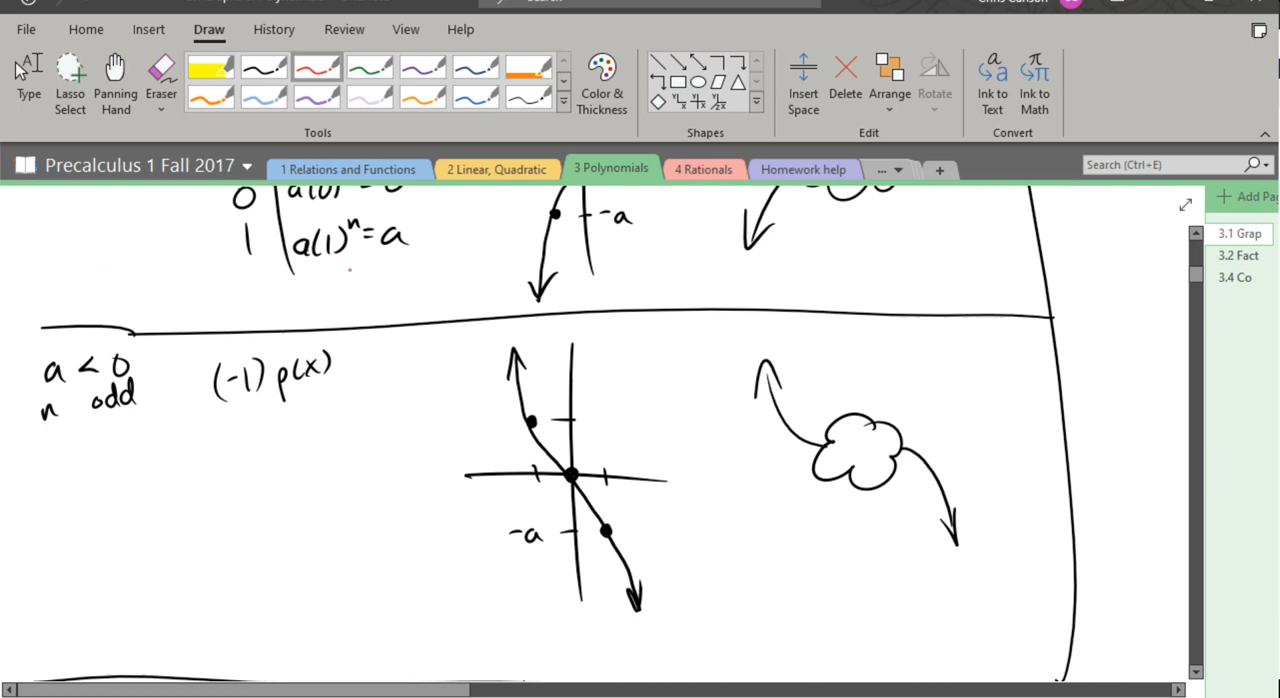 File Home Insert Draw History Review View Help
Type
Lasso Select
Panning Hand
Eraser
Color & Thickness
Insert Space
Delete
Arrange
Rotate
Ink to Text
Ink to Math
Tools
Shapes
Edit
Convert
Precalculus 1 Fall 2017
1 Relations and Functions
2 Linear, Quadratic
3 Polynomials
4 Rationals
Homework help
...
+
Search (Ctrl+E)
+ Add Pa
3.1 Grap
3.2 Fact
3.4 Co
0
1 a(1)^n = a
-a
a < 0
n odd
(-1) p(x)
-a